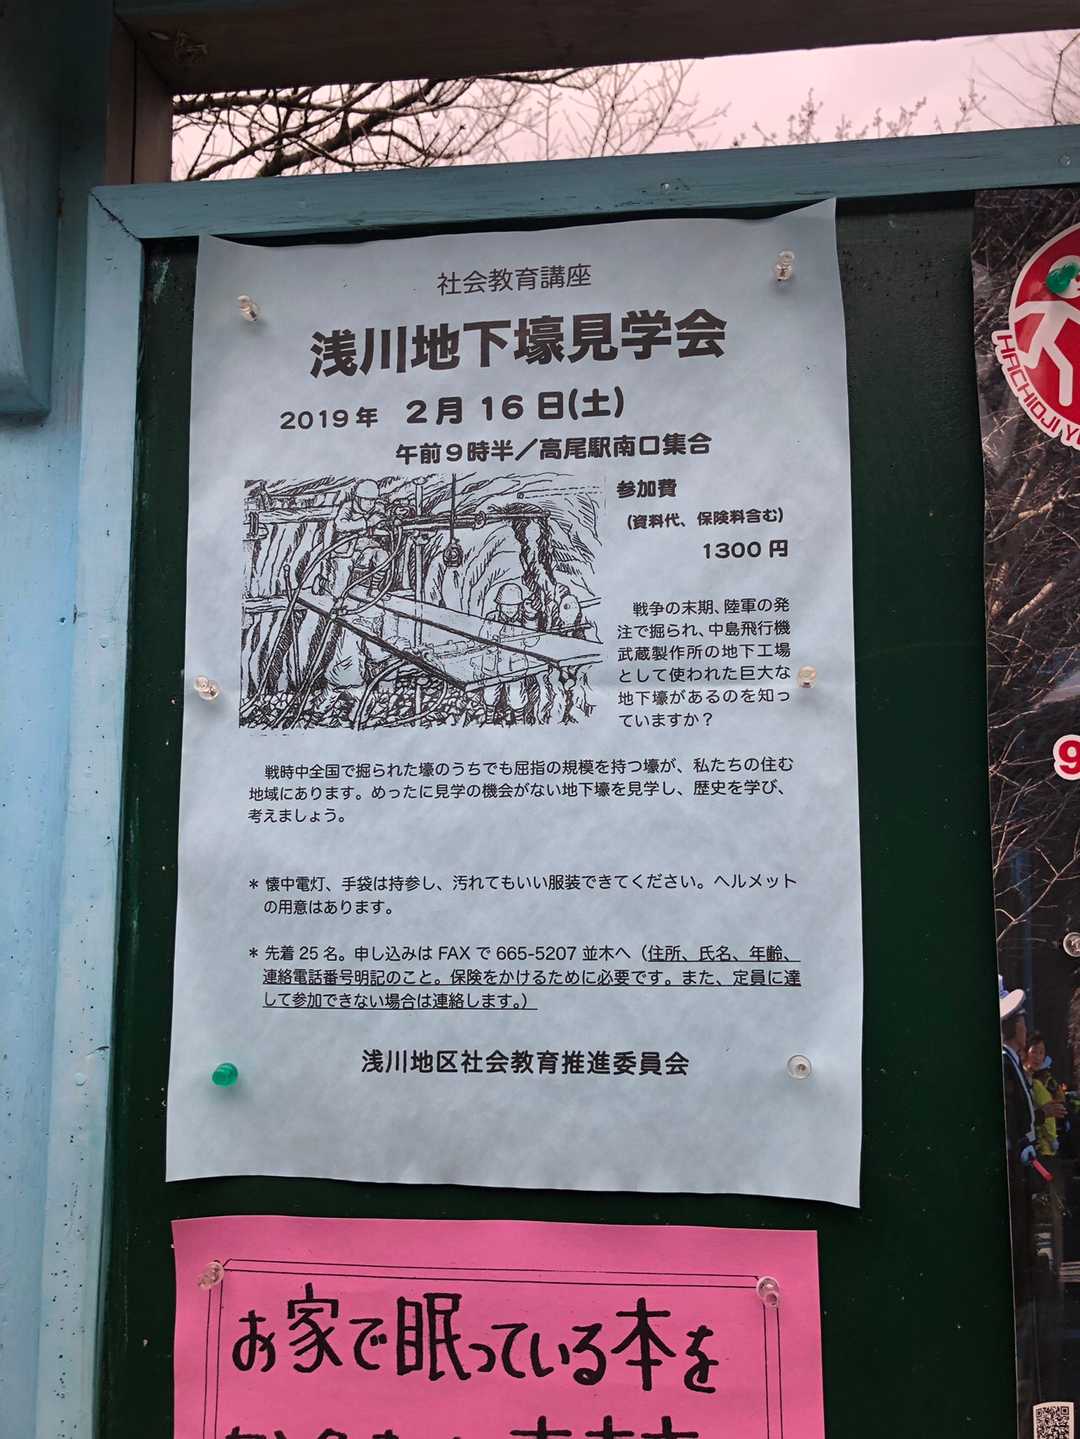 社会教育講座
浅川地下壕見学会
2019年 2月16日(土)
午前9時半／高尾駅南口集合
参加費
(資料代、保険料含む)
1300円
戦争の末期、陸軍の発
注で掘られ、中島飛行機
武蔵製作所の地下工場
として使われた巨大な
地下壕があるのを知っ
ていますか？
戦時中全国で掘られた壕のうちでも屈指の規模を持つ壕が、私たちの住む
地域にあります。めったに見学の機会がない地下壕を見学し、歴史を学び、
考えましょう。
＊懐中電灯、手袋は持参し、汚れてもいい服装できてください。ヘルメット
の用意はあります。
＊先着25名。申し込みはFAXで665-5207並木へ（住所、氏名、年齢、
連絡電話番号明記のこと。保険をかけるために必要です。また、定員に達
して参加できない場合は連絡します。）
浅川地区社会教育推進委員会
お家で眠っている本を
HACHIOJI
9